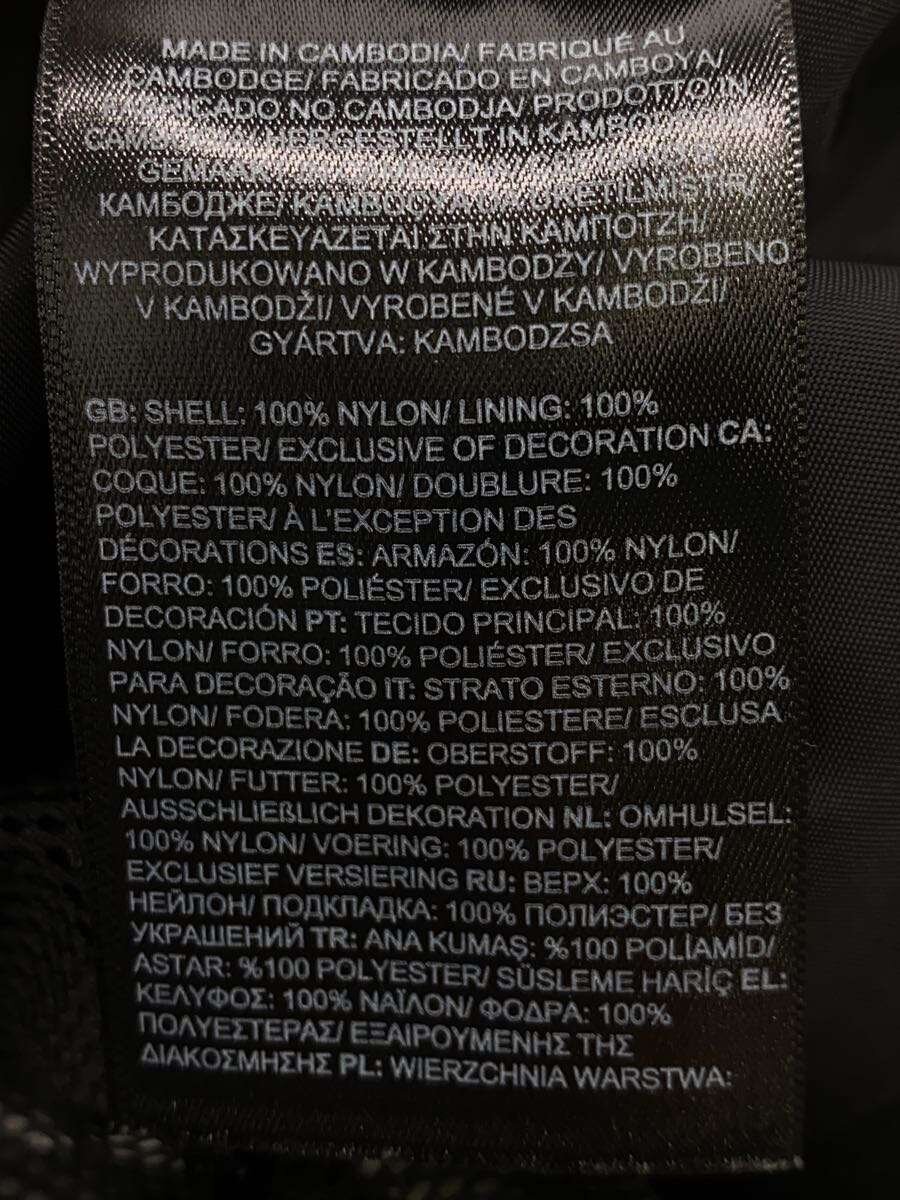 MADE IN CAMBODIA/ FABRIQUÉ AU
CAMBODGE/ FABRICADO EN CAMBOYA/
FABRICADO NO CAMBODJA/ PRODOTTO IN
HERGESTELLT IN
KAMBOÇYA
КАМБОДЖЕ/
ΚΑΤΑΣΚΕΥΑΖΕΤΑΙ ΣΤΗΝ ΚΑΜΠΟΤΖΗ/
WYPRODUKOWANO W KAMBODŻY/ VYROBENO
V KAMBODŽI/ VYROBENÉ V KAMBODŽI/
GYÁRTVA: KAMBODZSA
GB: SHELL: 100% NYLON/ LINING: 100%
POLYESTER/ EXCLUSIVE OF DECORATION CA:
COQUE: 100% NYLON/ DOUBLURE: 100%
POLYESTER/ À L'EXCEPTION DES
DÉCORATIONS ES: ARMAZÓN: 100% NYLON/
FORRO: 100% POLIÉSTER/ EXCLUSIVO DE
DECORACIÓN PT: TECIDO PRINCIPAL: 100%
NYLON/ FORRO: 100% POLIÉSTER/ EXCLUSIVO
PARA DECORAÇÃO IT: STRATO ESTERNO: 100%
NYLON/ FODERA: 100% POLIESTERE/ ESCLUSA
LA DECORAZIONE DE: OBERSTOFF: 100%
NYLON/ FUTTER: 100% POLYESTER/
AUSSCHLIEßLICH DEKORATION NL: OMHULSEL:
100% NYLON/ VOERING: 100% POLYESTER/
EXCLUSIEF VERSIERING RU: ВЕРХ: 100%
НЕЙЛОН/ ПОДКЛАДКА: 100% ПОЛИЭСТЕР/ БЕЗ
УКРАШЕНИЙ TR: ANA KUMAŞ: %100 POLİAMİD/
ASTAR: %100 POLYESTER/ SÜSLEME HARİÇ EL:
ΚΕΛΥΦΟΣ: 100% ΝΑΪΛΟΝ/ ΦΟΔΡΑ: 100%
ΠΟΛΥΕΣΤΕΡΑΣ/ ΕΞΑΙΡΟΥΜΕΝΗΣ ΤΗΣ
ΔΙΑΚΟΣΜΗΣΗΣ PL: WIERZCHNIA WARSTWA: